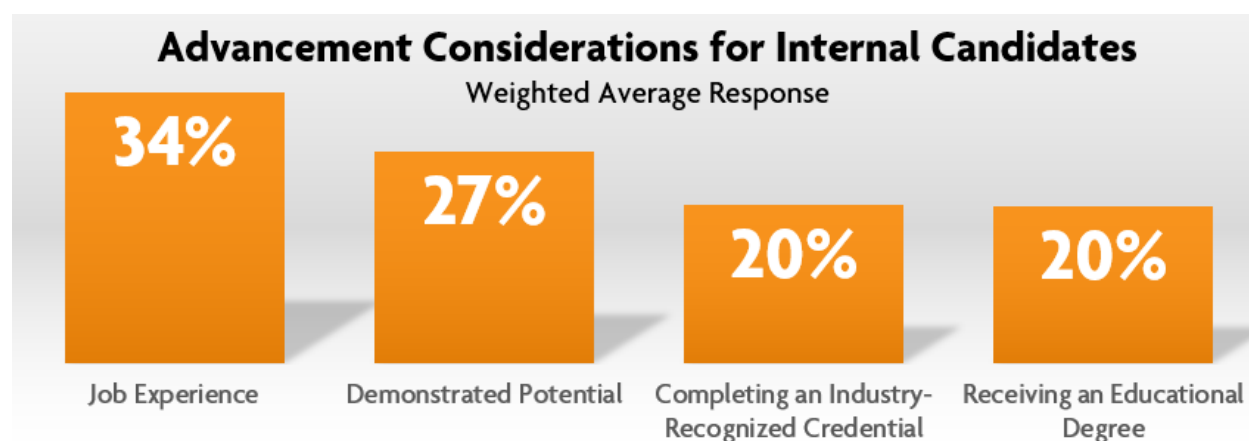 Advancement Considerations for Internal Candidates
Weighted Average Response
34%
27%
20%
20%
Job Experience
Demonstrated Potential
Completing an Industry-
Recognized Credential
Receiving an Educational
Degree